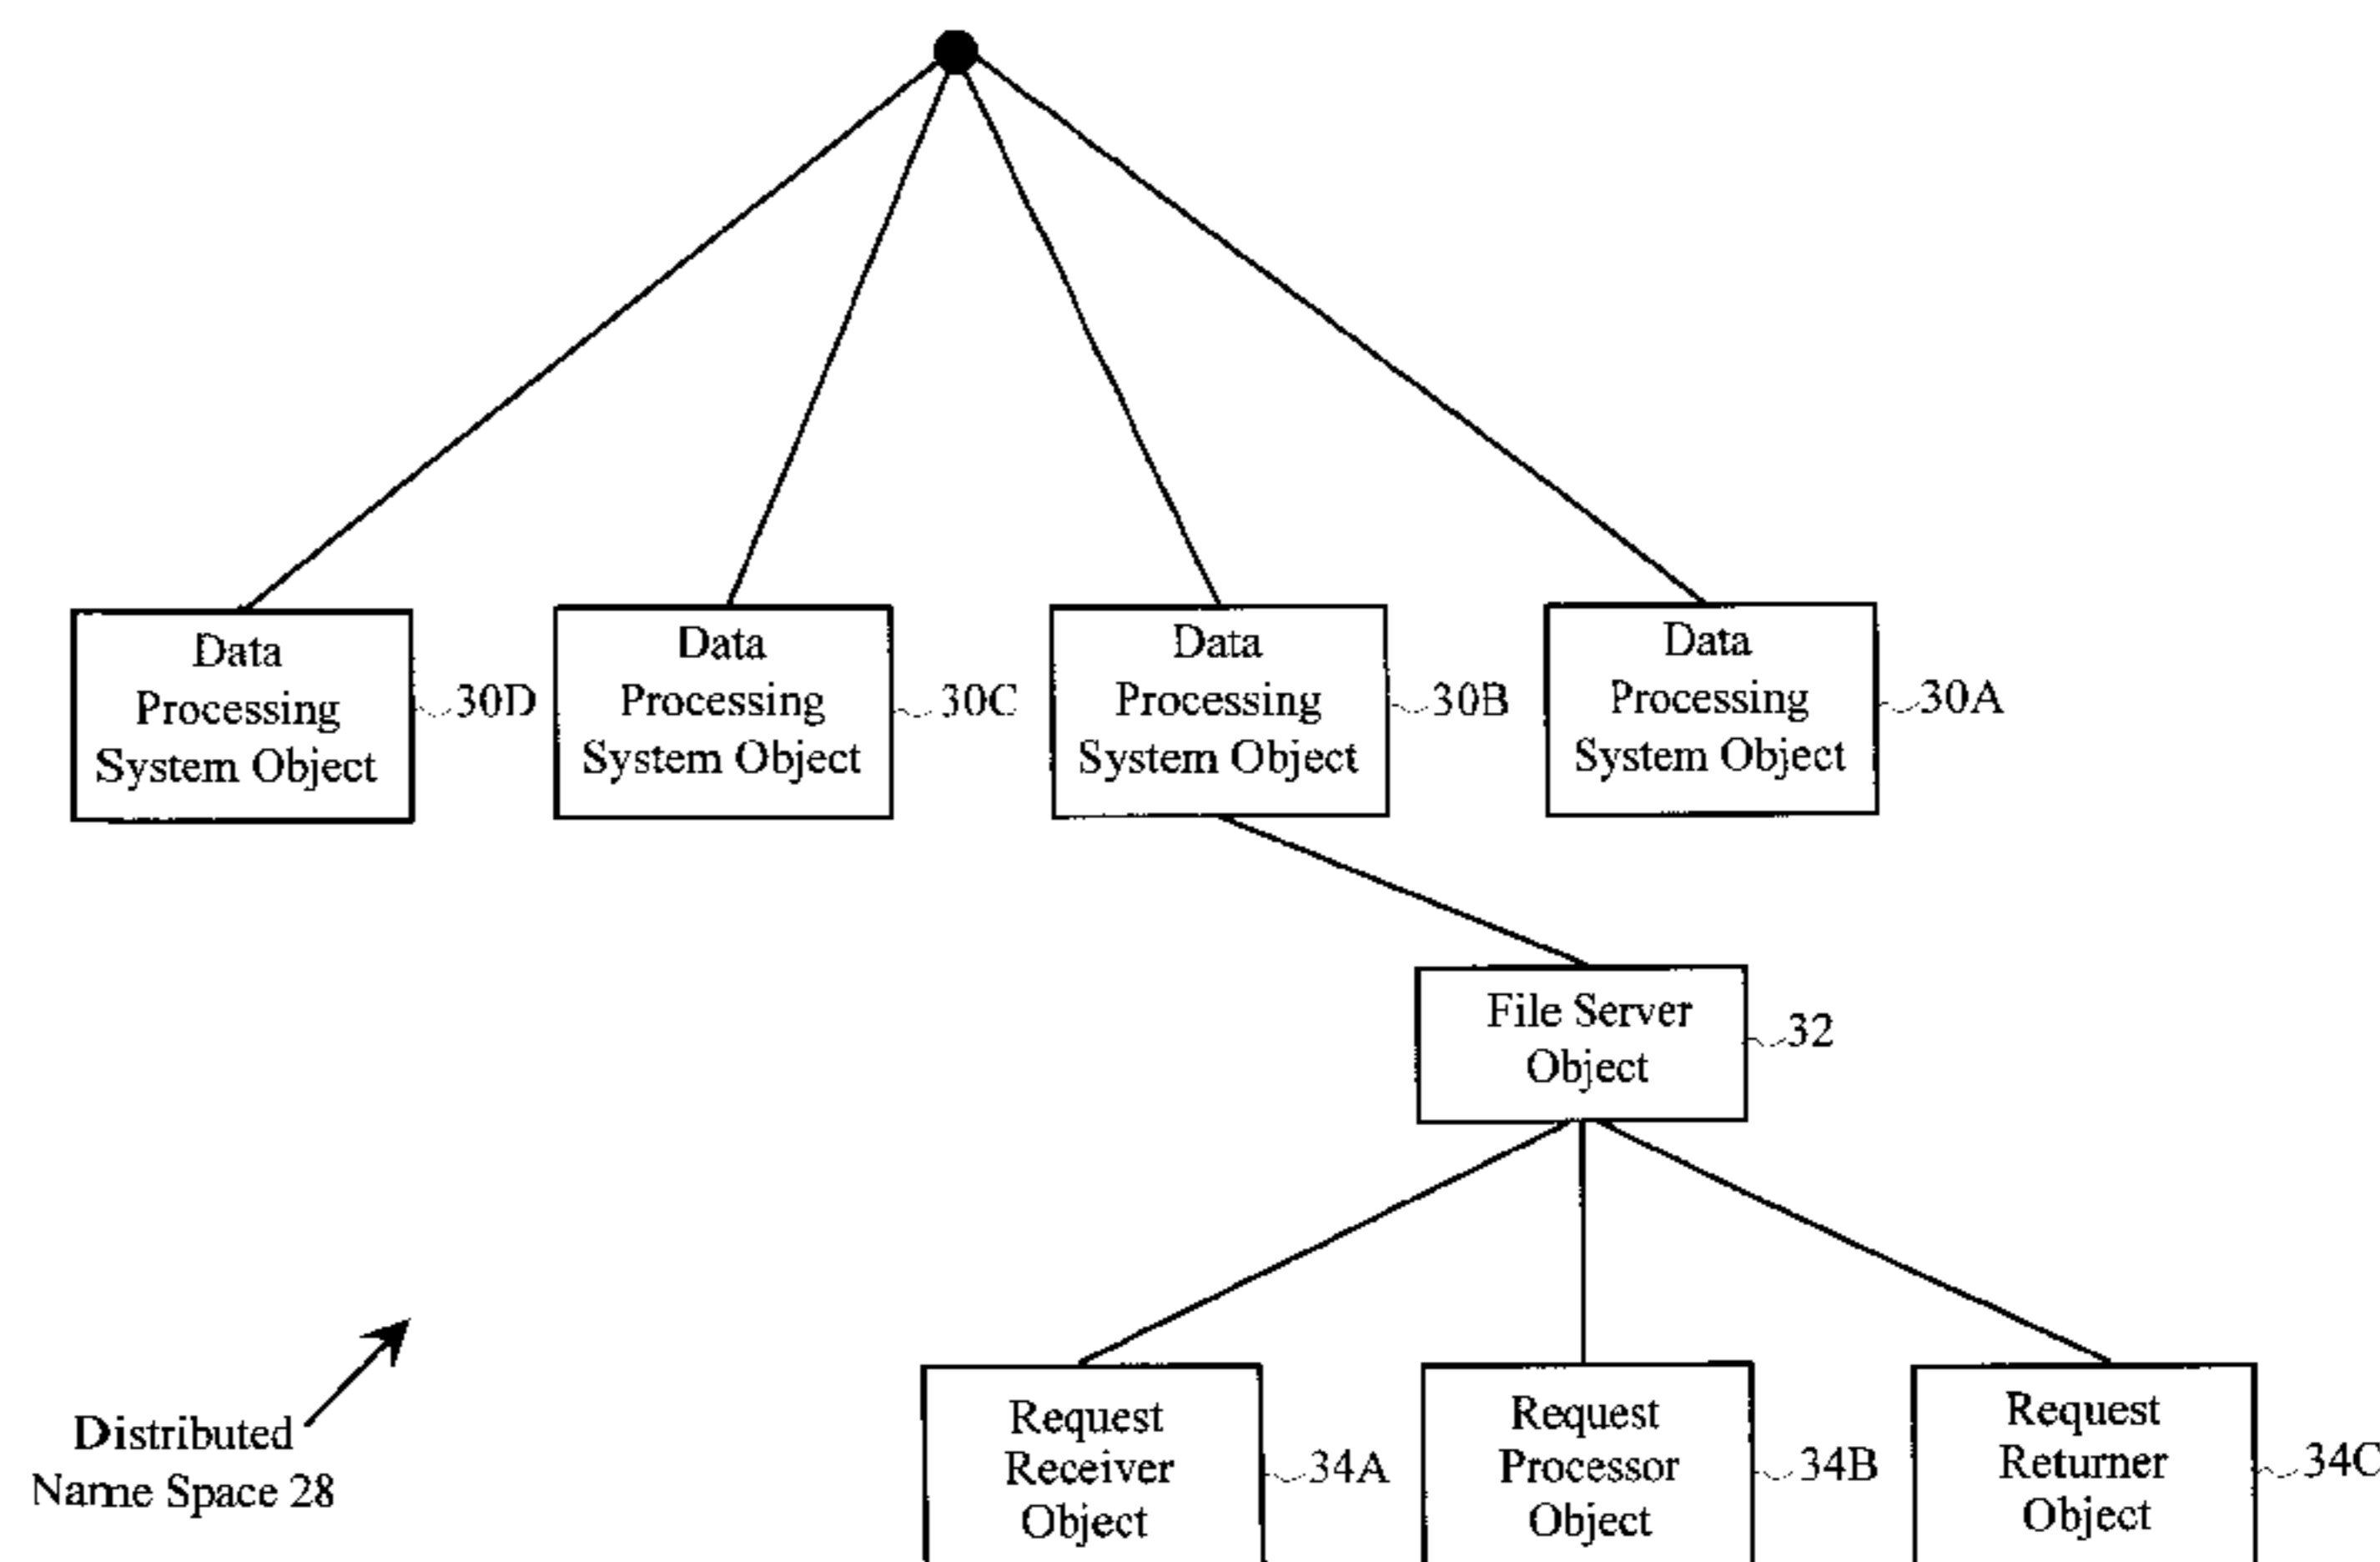 Data
Processing
System Object
30D
Data
Processing
System Object
30C
Data
Processing
System Object
30B
Data
Processing
System Object
30A
File Server
Object
32
Distributed
Name Space 28
Request
Receiver
Object
34A
Request
Processor
Object
34B
Request
Returner
Object
34C